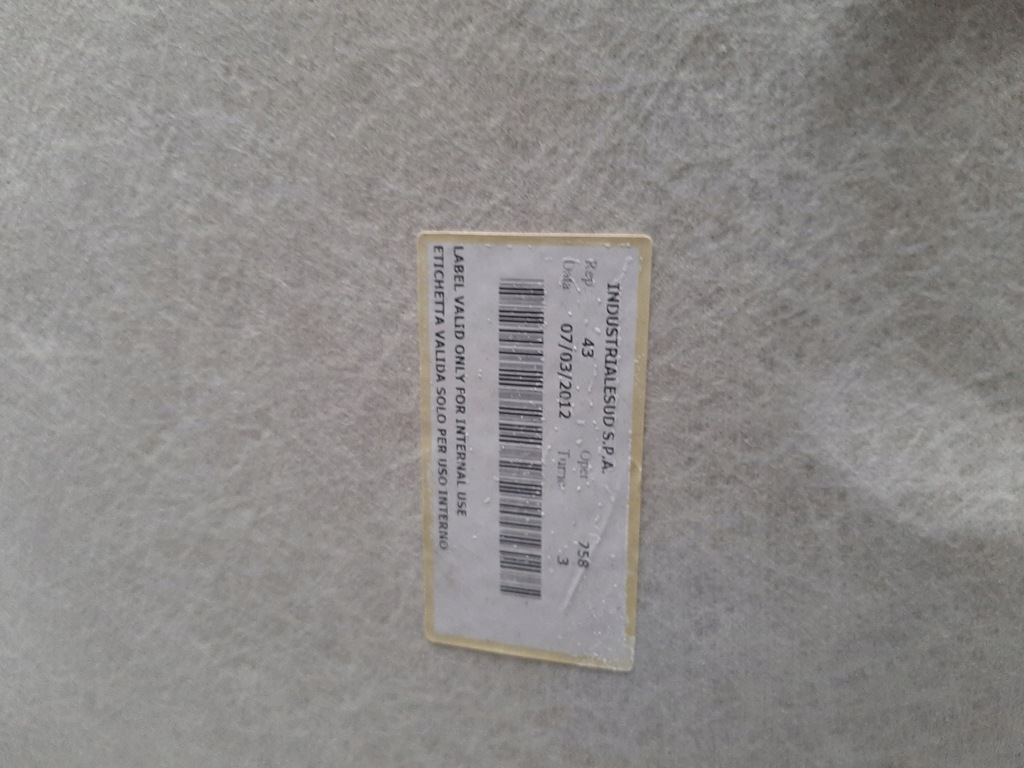 INDUSTRIALESUD S.P.A.
Rep. 43 Oper. 758
Data 07/03/2012 Turno: 3
LABEL VALID ONLY FOR INTERNAL USE
ETICHETTA VALIDA SOLO PER USO INTERNO